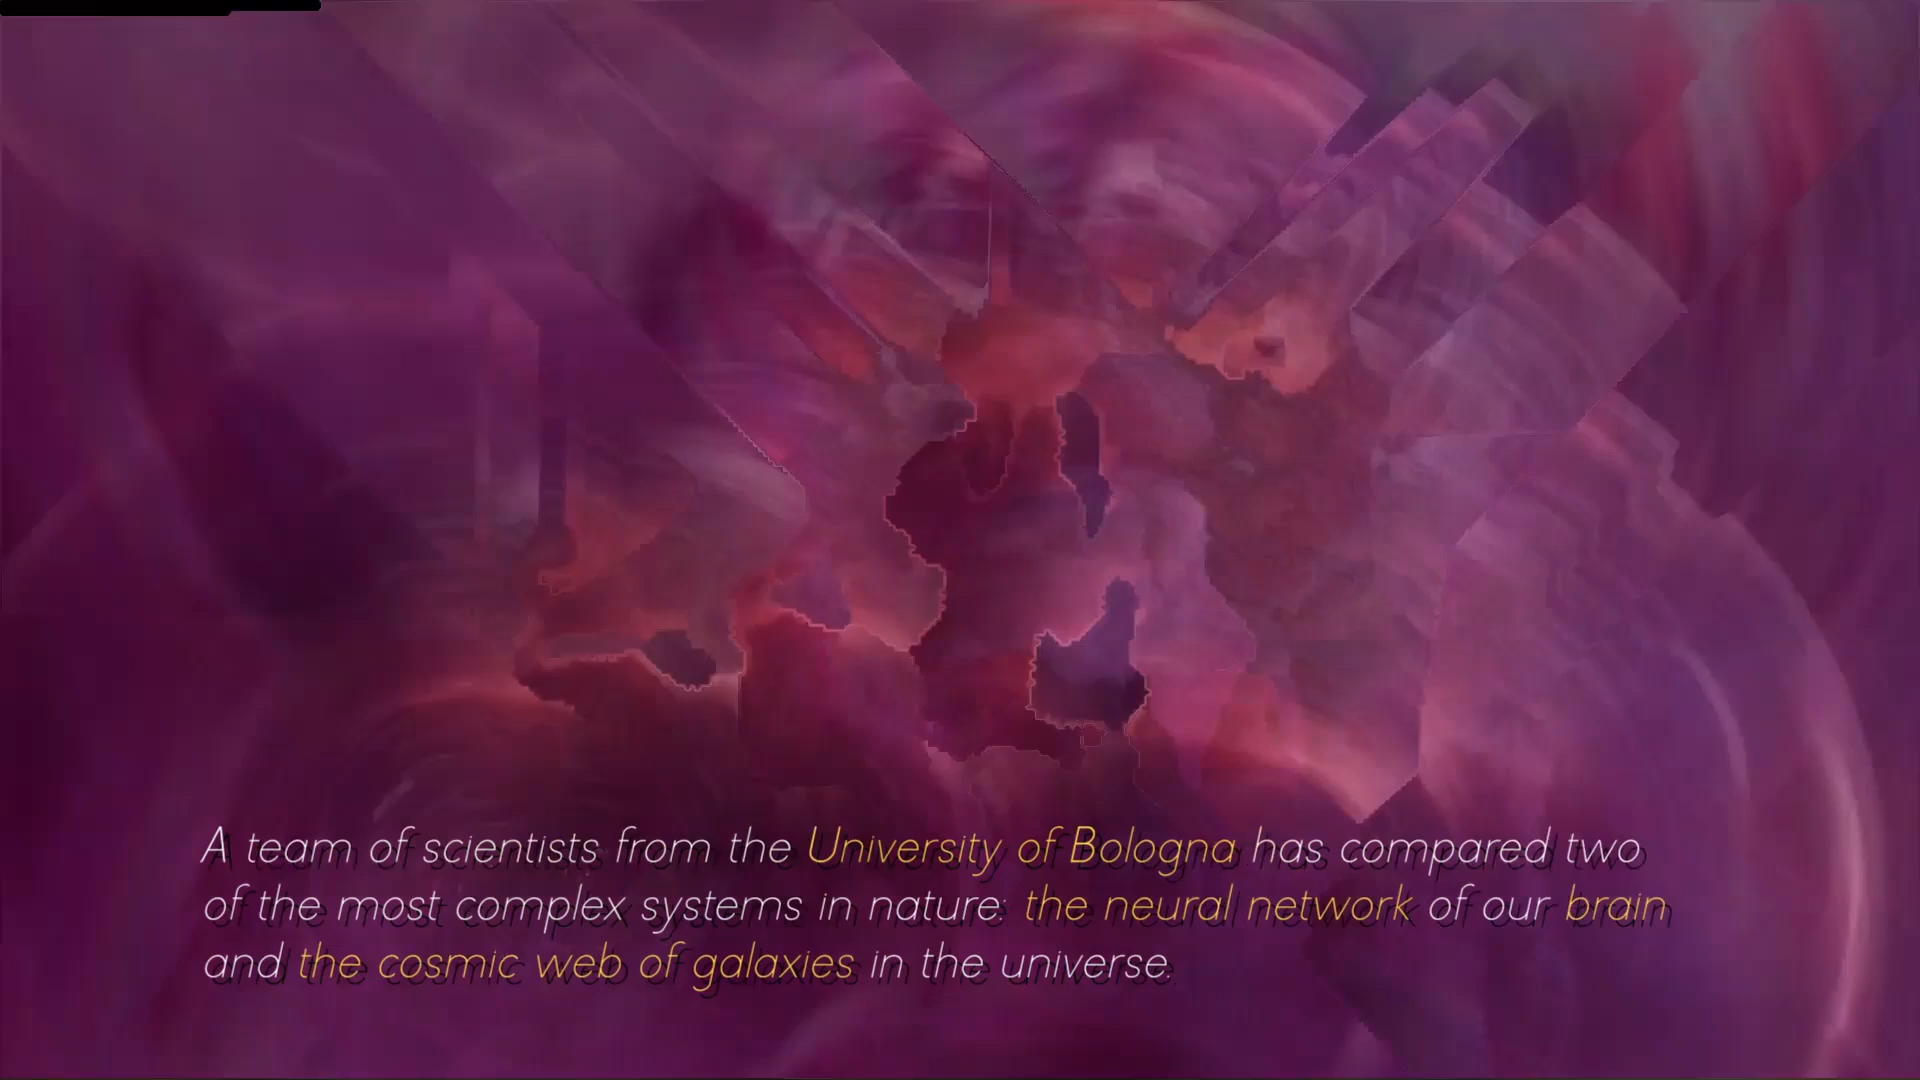 A team of scientists from the University of Bologna has compared two
of the most complex systems in nature: the neural network of our brain
and the cosmic web of galaxies in the universe.